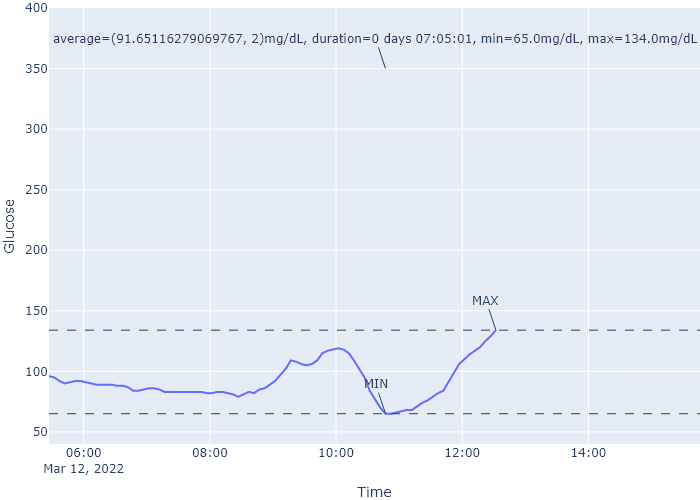 400
average=(91.65116279069767, 2)mg/dL, duration=0 days 07:05:01, min=65.0mg/dL, max=134.0mg/dL
350
300
250
200
150
100
50
Glucose
MAX
MIN
06:00
08:00
10:00
12:00
14:00
Mar 12, 2022
Time